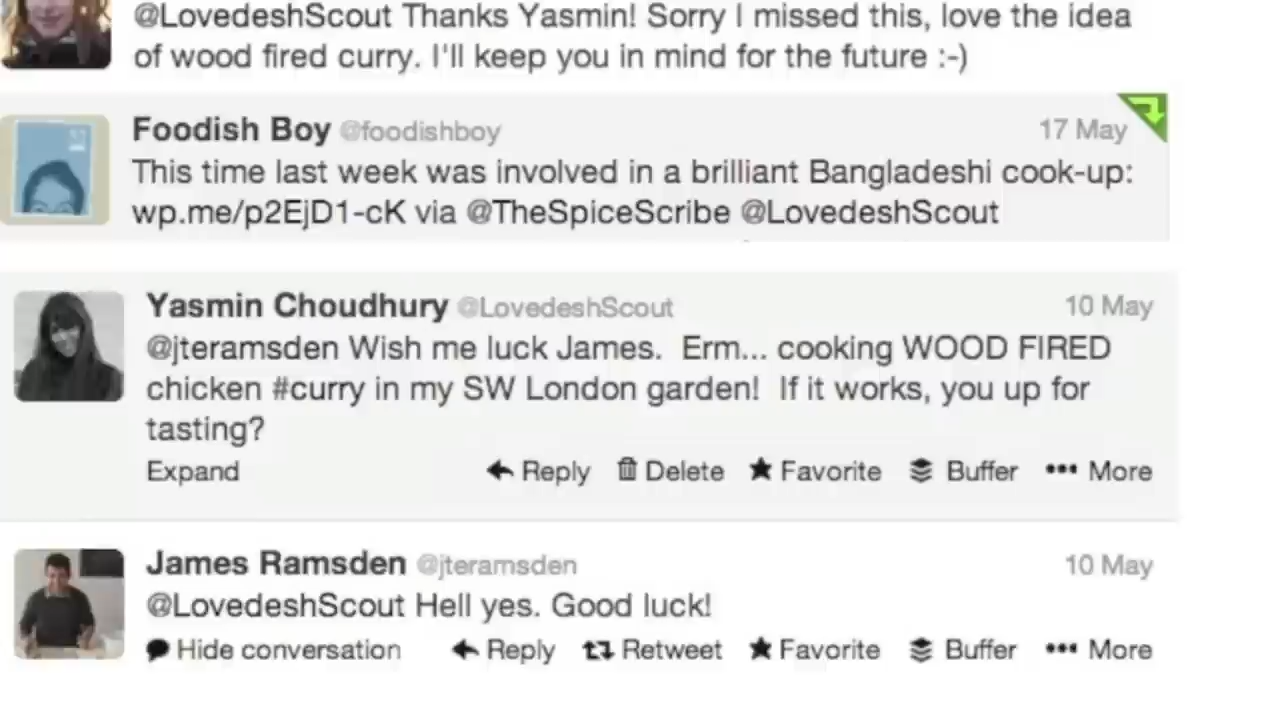 @LovedeshScout Thanks Yasmin! Sorry I missed this, love the idea
of wood fired curry. I'll keep you in mind for the future :-)
Foodish Boy @foodishboy 17 May
This time last week was involved in a brilliant Bangladeshi cook-up:
wp.me/p2EjD1-cK via @TheSpiceScribe @LovedeshScout
Yasmin Choudhury @LovedeshScout 10 May
@jteramsden Wish me luck James. Erm... cooking WOOD FIRED
chicken #curry in my SW London garden! If it works, you up for
tasting?
Expand Reply Delete Favorite Buffer More
James Ramsden @jteramsden 10 May
@LovedeshScout Hell yes. Good luck!
Hide conversation Reply Retweet Favorite Buffer More